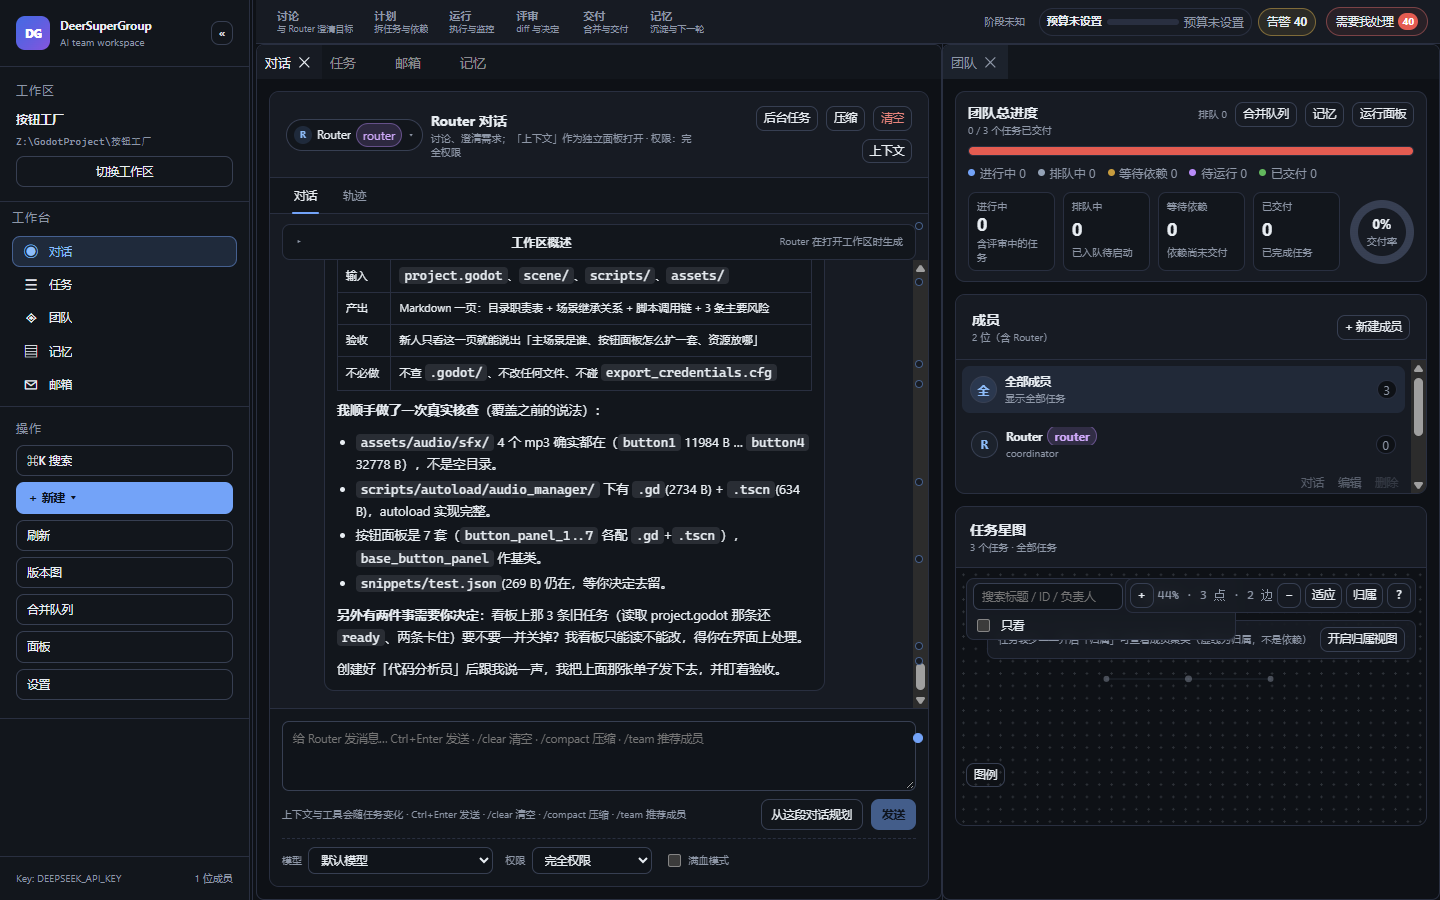 DG
DeerSuperGroup
AI team workspace
«
工作区
按钮工厂
Z:\GodotProject\按钮工厂
切换工作区
工作台
对话
任务
团队
记忆
邮箱
操作
⌘K 搜索
+ 新建 ▾
刷新
版本图
合并队列
面板
设置
Key: DEEPSEEK_API_KEY
1 位成员
讨论
与 Router 澄清目标
计划
拆任务与依赖
运行
执行与监控
评审
diff 与决定
交付
合并与交付
记忆
沉淀与下一轮
阶段未知
预算未设置
预算未设置
告警 40
需要我处理 40
对话
任务
邮箱
记忆
R Router router
Router 对话
讨论、澄清需求；「上下文」作为独立面板打开 · 权限：完
全权限
后台任务
压缩
清空
上下文
对话
轨迹
工作区概述
Router 在打开工作区时生成
输入 project.godot、scene/、scripts/、assets/
产出 Markdown 一页：目录职责表 + 场景继承关系 + 脚本调用链 + 3 条主要风险
验收 新人只看这一页就能说出「主场景是谁、按钮面板怎么扩一套、资源放哪」
不必做 不查 .godot/、不改任何文件、不碰 export_credentials.cfg
我顺手做了一次真实核查（覆盖之前的说法）：
• assets/audio/sfx/ 4 个 mp3 确实都在（button1 11984 B … button4
32778 B），不是空目录。
• scripts/autoload/audio_manager/ 下有 .gd (2734 B) + .tscn (634
B)，autoload 实现完整。
• 按钮面板是 7 套（button_panel_1..7 各配 .gd + .tscn），
base_button_panel 作基类。
• snippets/test.json (269 B) 仍在，等你决定去留。
另外有两件事需要你决定：看板上那 3 条旧任务（读取 project.godot 那条还
ready、两条卡住）要不要一并关掉？我看板只能读不能改，得你在界面上处理。
创建好「代码分析员」后跟我说一声，我把上面那张单子发下去，并盯着验收。
给 Router 发消息... Ctrl+Enter 发送 · /clear 清空 · /compact 压缩 · /team 推荐成员
上下文与工具会随任务变化 · Ctrl+Enter 发送 · /clear 清空 · /compact 压缩 · /team 推荐成员
从这段对话规划
发送
模型
默认模型
权限
完全权限
满血模式
团队
团队总进度
0 / 3 个任务已交付
排队 0
合并队列
记忆
运行面板
进行中 0
排队中 0
等待依赖 0
待运行 0
已交付 0
进行中
0
含评审中的任
务
排队中
0
已入队待启动
等待依赖
0
依赖尚未交付
已交付
0
已完成任务
0%
交付率
成员
2 位（含 Router）
+ 新建成员
全 全部成员
显示全部任务
3
R Router router
coordinator
0
对话
编辑
删除
任务星图
3 个任务 · 全部任务
搜索标题 / ID / 负责人
+
44% · 3 点 · 2 边
−
适应
归属
?
只看
开启归属视图
图例